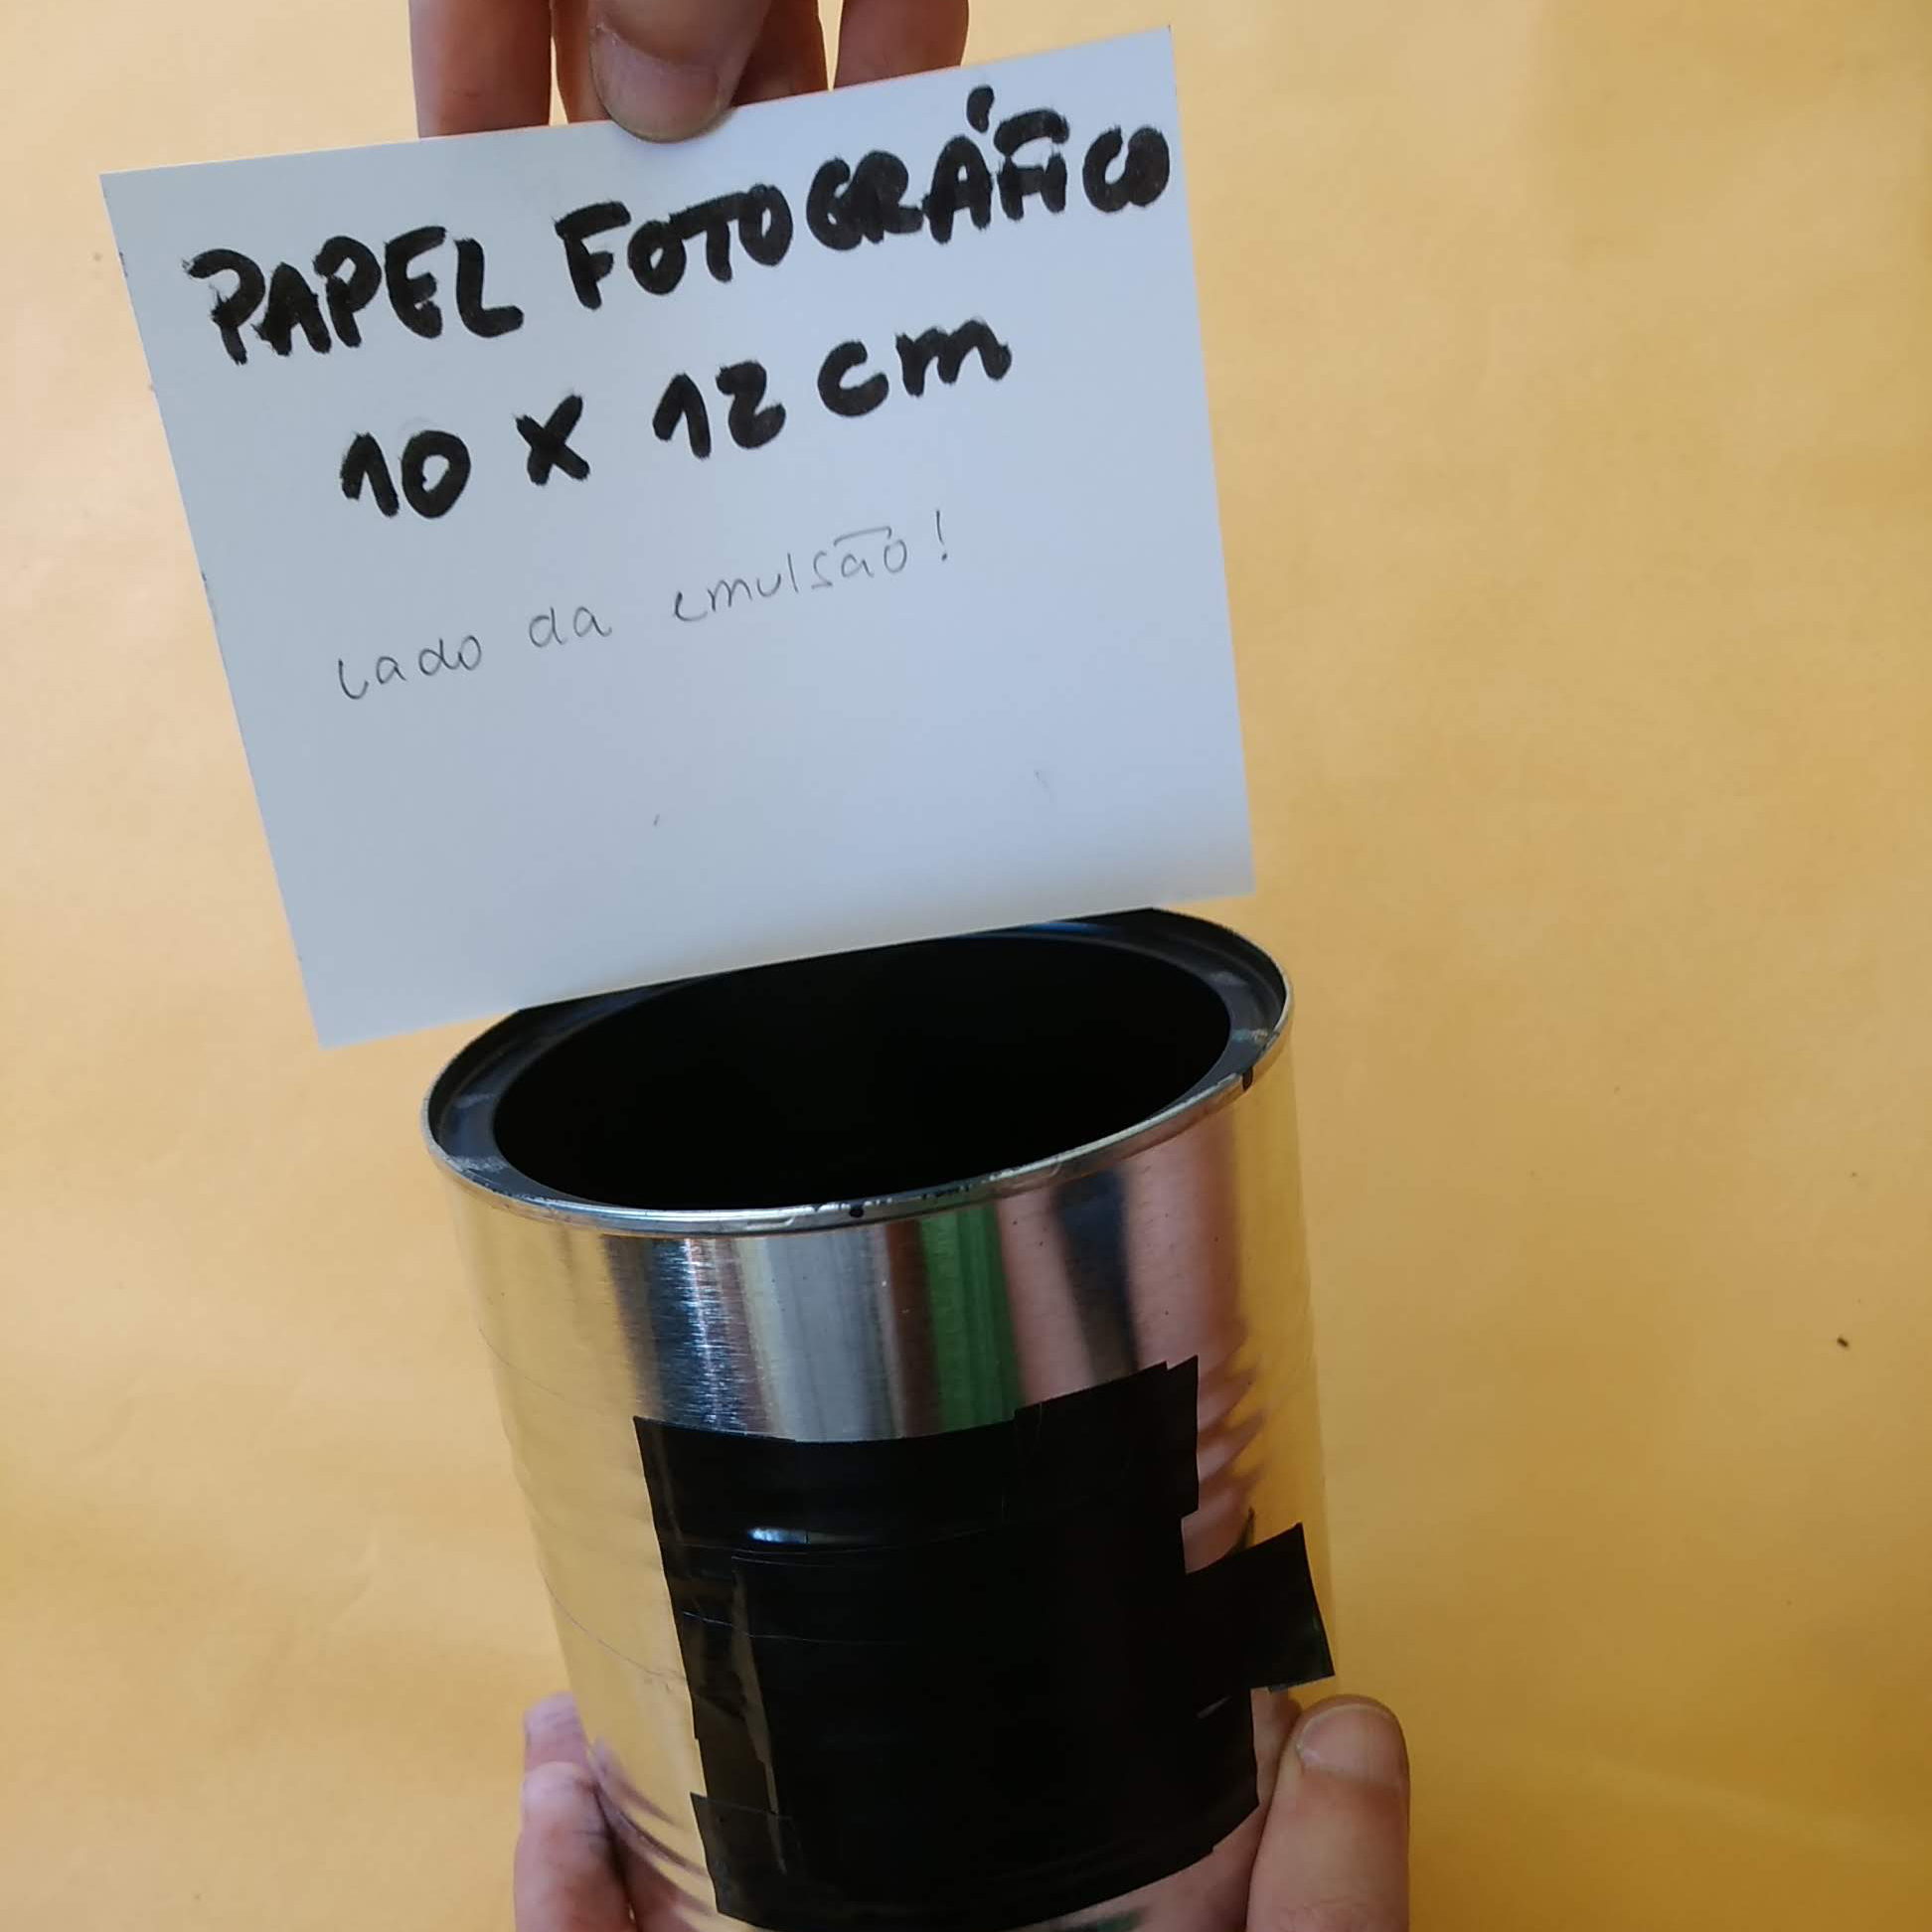 PAPEL FOTOGRÁFICO
10 x 12 cm
lado da emulsão!